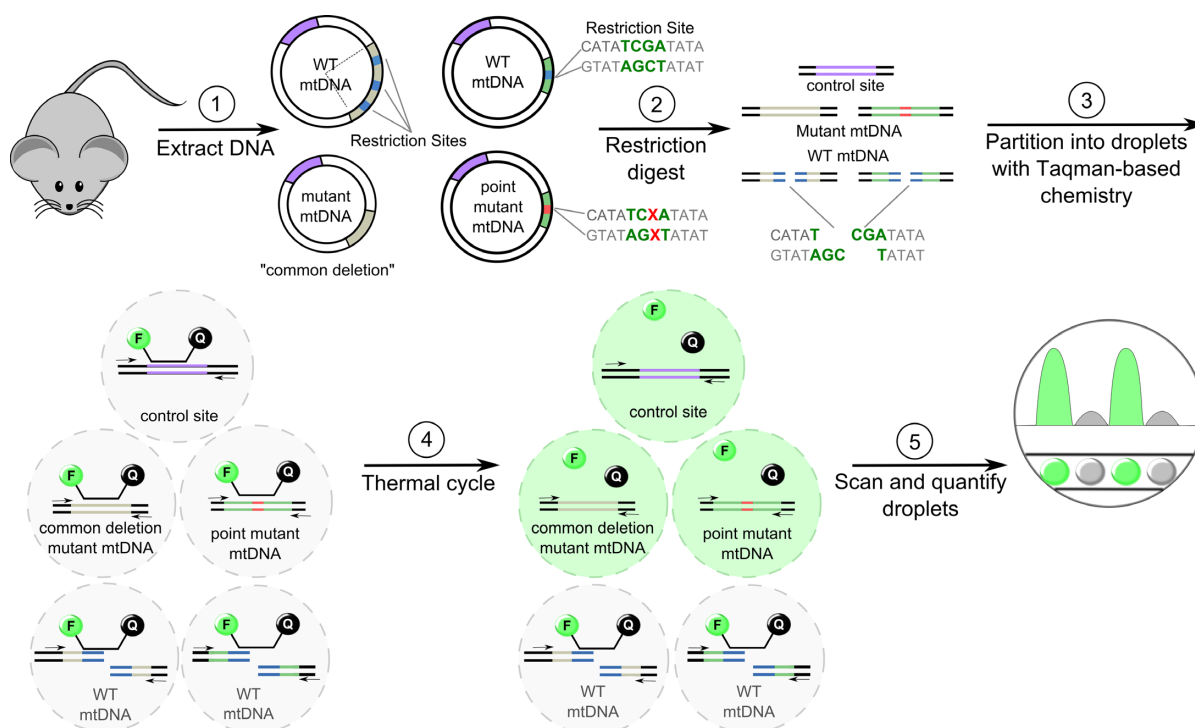 1
Extract DNA
WT
mtDNA
Restriction Sites
mutant
mtDNA
"common deletion"
WT
mtDNA
Restriction Site
CATATCGATATA
GTATAGCTATAT
point
mutant
mtDNA
CATATCXATATA
GTATAGXTATAT
2
Restriction
digest
control site
Mutant mtDNA
WT mtDNA
CATAT CGATATA
GTATAGC TATAT
3
Partition into droplets
with Taqman-based
chemistry
F Q
control site
F Q
common deletion
mutant mtDNA
F Q
point mutant
mtDNA
F Q
WT
mtDNA
F Q
WT
mtDNA
4
Thermal cycle
F
Q
control site
F
Q
common deletion
mutant mtDNA
F
Q
point mutant
mtDNA
F Q
WT
mtDNA
F Q
WT
mtDNA
5
Scan and quantify
droplets